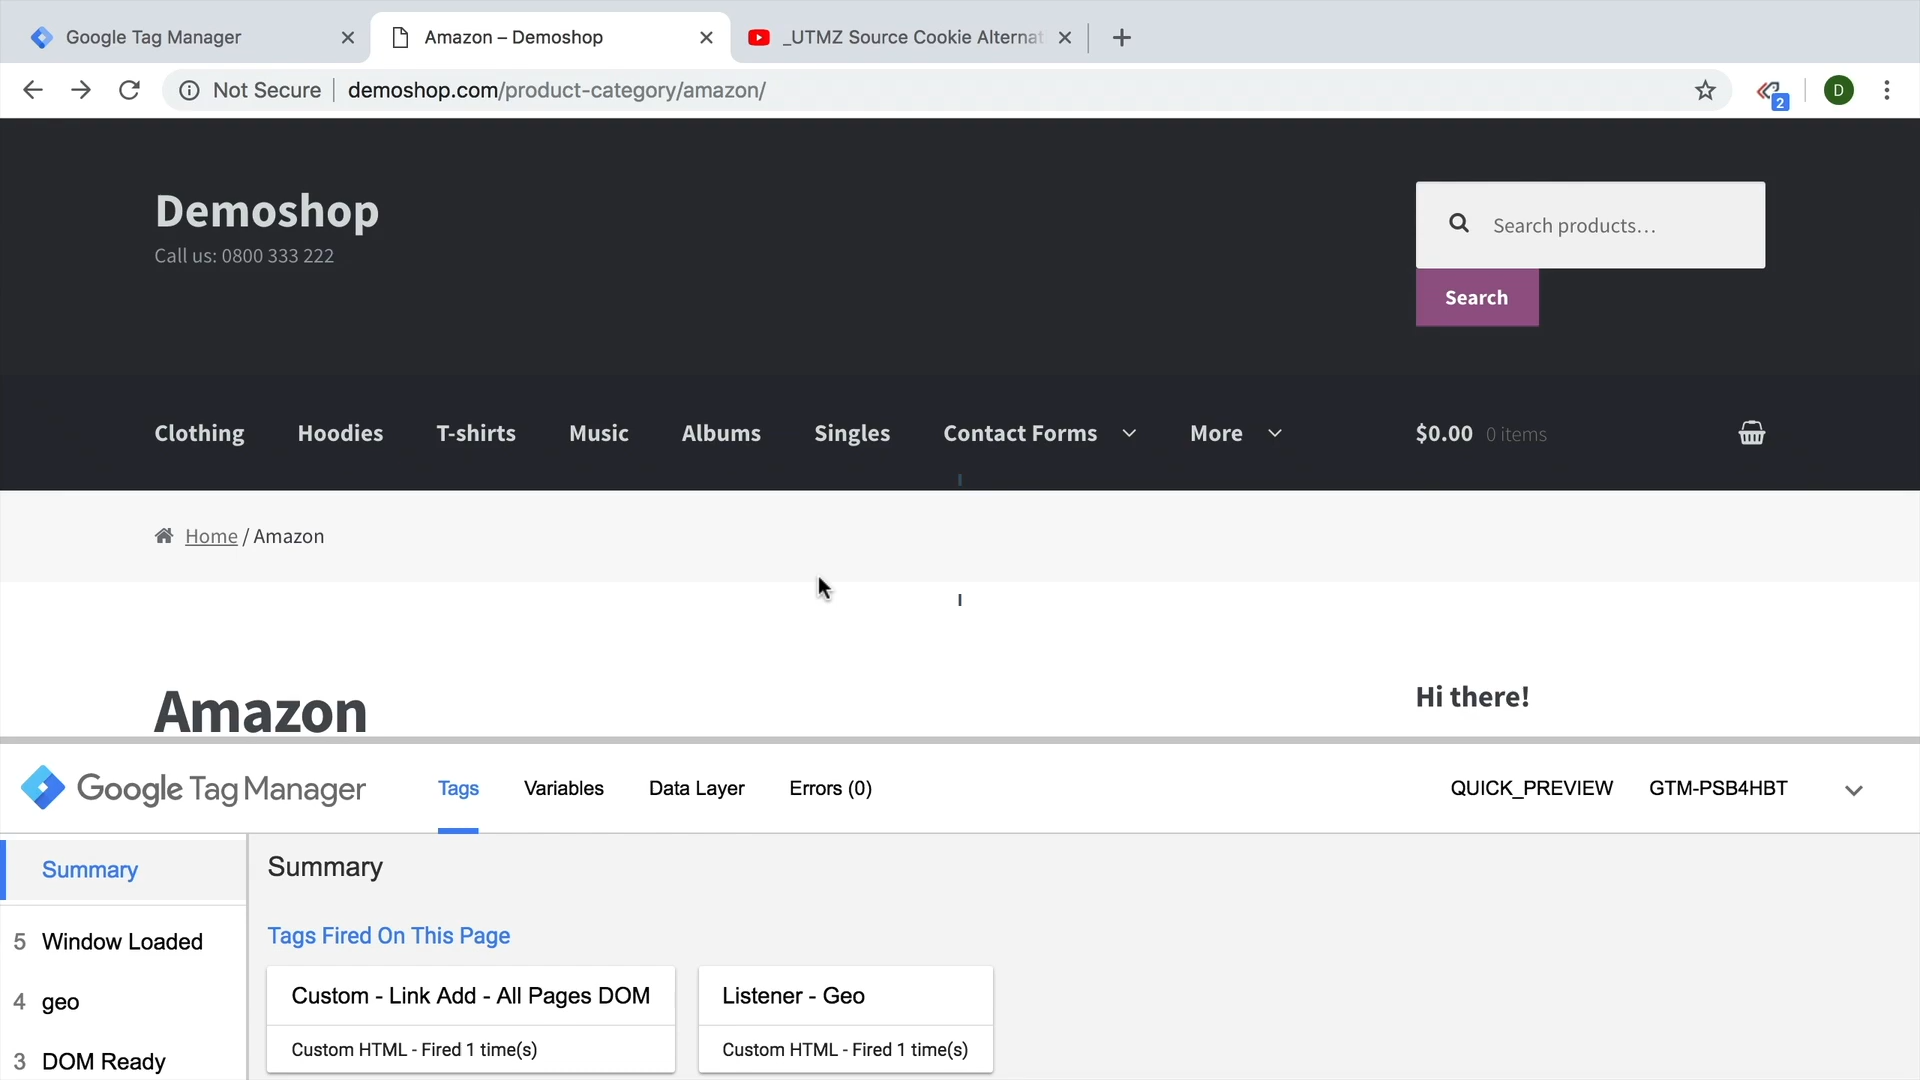 Google Tag Manager
Amazon – Demoshop
_UTMZ Source Cookie Alternat
Not Secure
demoshop.com/product-category/amazon/
2
D
Demoshop
Call us: 0800 333 222
Search products…
Search
Clothing
Hoodies
T-shirts
Music
Albums
Singles
Contact Forms
More
$0.00 0 items
Home / Amazon
Amazon
Hi there!
Google Tag Manager
Tags
Variables
Data Layer
Errors (0)
QUICK_PREVIEW
GTM-PSB4HBT
Summary
5 Window Loaded
4 geo
3 DOM Ready
Summary
Tags Fired On This Page
Custom - Link Add - All Pages DOM
Custom HTML - Fired 1 time(s)
Listener - Geo
Custom HTML - Fired 1 time(s)